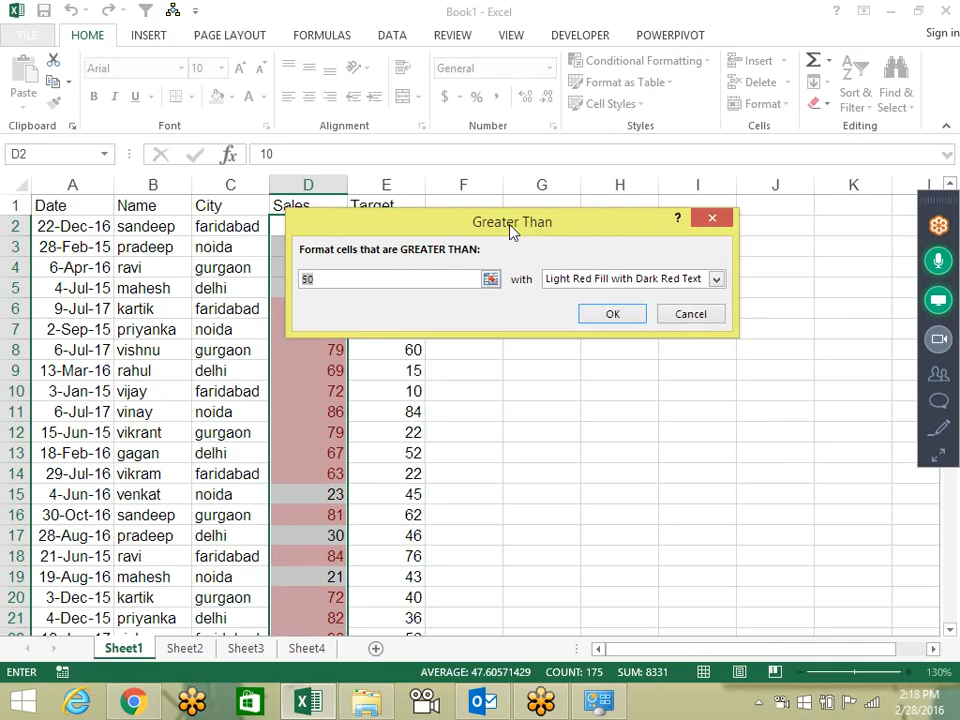 Book1 - Excel
FILE HOME INSERT PAGE LAYOUT FORMULAS DATA REVIEW VIEW DEVELOPER POWERPIVOT Sign in
Paste
Arial 10
B I U
General
$ %
Conditional Formatting
Format as Table
Cell Styles
Insert
Delete
Format
Sort & Filter
Find & Select
Clipboard Font Alignment Number Styles Cells Editing
D2 fx 10
A B C D E F G H I J K
1 Date Name City Sales Target
2 22-Dec-16 sandeep faridabad
3 28-Feb-15 pradeep noida
4 6-Apr-16 ravi gurgaon
5 4-Jul-15 mahesh delhi
6 9-Jul-17 kartik faridabad
7 2-Sep-15 priyanka noida
8 6-Jul-17 vishnu gurgaon 79 60
9 13-Mar-16 rahul delhi 69 15
10 3-Jan-15 vijay faridabad 72 10
11 6-Jul-17 vinay noida 86 84
12 15-Jun-15 vikrant gurgaon 79 22
13 18-Feb-16 gagan delhi 67 52
14 29-Jul-16 vikram faridabad 63 22
15 4-Jun-16 venkat noida 23 45
16 30-Oct-16 sandeep gurgaon 81 62
17 28-Aug-16 pradeep delhi 30 46
18 21-Jun-15 ravi faridabad 84 76
19 19-Aug-16 mahesh noida 21 43
20 3-Dec-15 kartik gurgaon 72 40
21 4-Dec-15 priyanka delhi 82 36
Greater Than ?
Format cells that are GREATER THAN:
50 with Light Red Fill with Dark Red Text
OK Cancel
Sheet1 Sheet2 Sheet3 Sheet4
ENTER AVERAGE: 47.60571429 COUNT: 175 SUM: 8331 130%
2:18 PM
2/28/2016